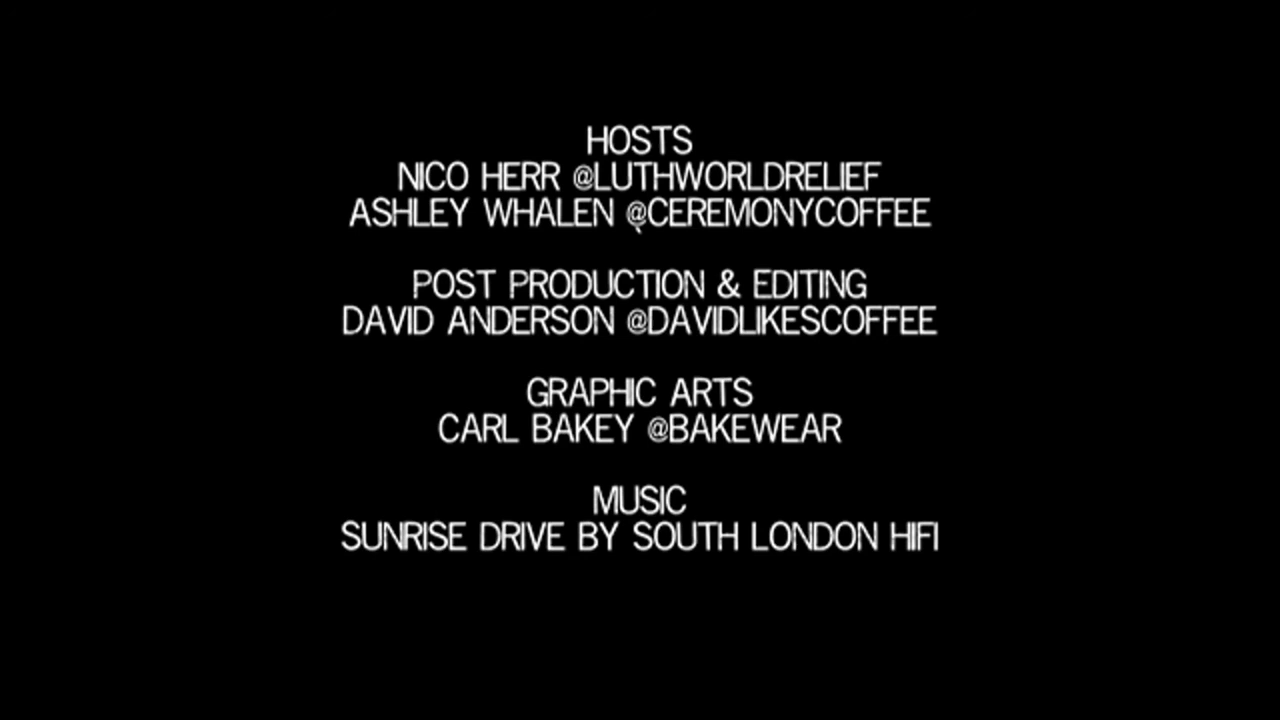 HOSTS
NICO HERR @LUTHWORLDRELIEF
ASHLEY WHALEN @CEREMONYCOFFEE
POST PRODUCTION & EDITING
DAVID ANDERSON @DAVIDLIKESCOFFEE
GRAPHIC ARTS
CARL BAKEY @BAKEWEAR
MUSIC
SUNRISE DRIVE BY SOUTH LONDON HIFI